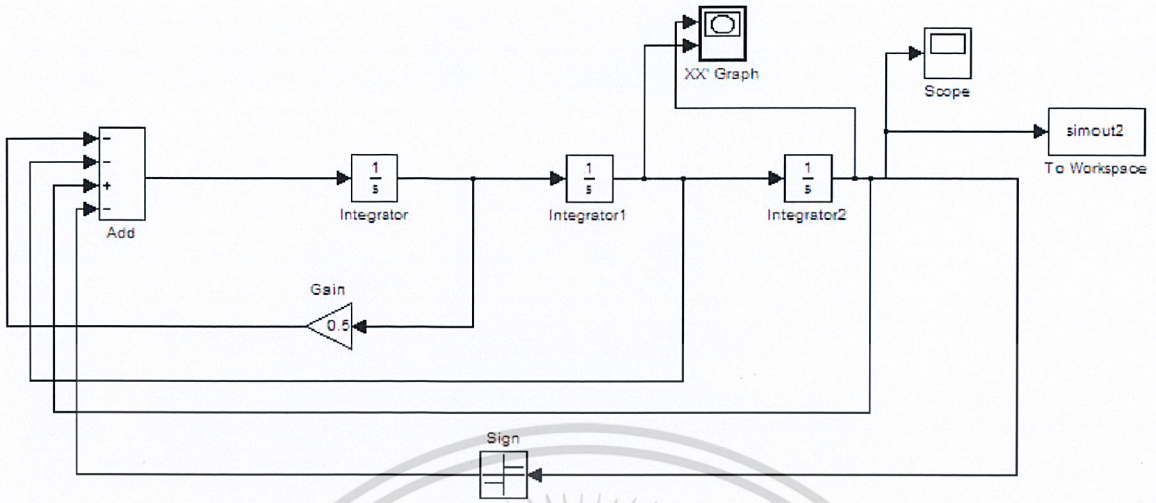 XX' Graph
Scope
simout2
To Workspace
−
−
+
−
Add
1
s
Integrator
1
s
Integrator1
1
s
Integrator2
Gain
0.5
Sign